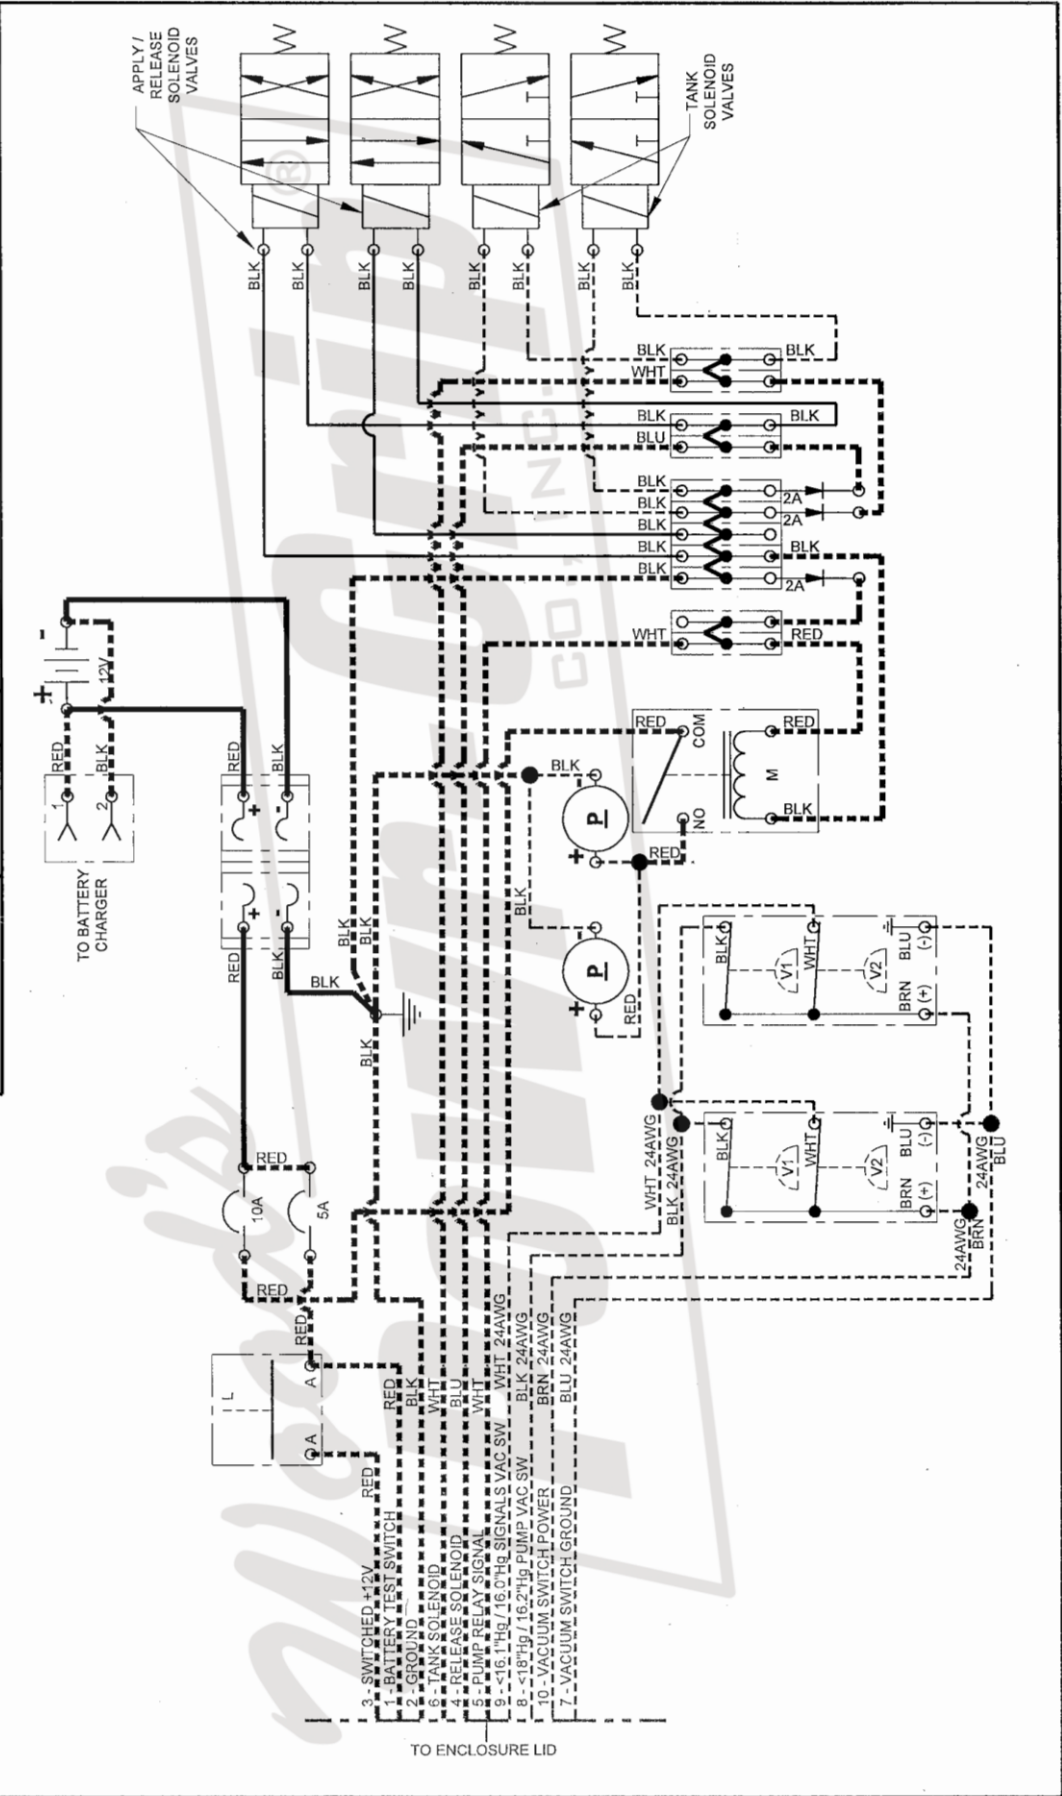 APPLY /
RELEASE
SOLENOID
VALVES
TANK
SOLENOID
VALVES
BLK
BLK
BLK
BLK
BLK
BLK
BLK
BLK
BLK
BLK
WHT
BLK
BLK
BLU
BLK
BLK
BLK
BLK
BLK
2A
2A
BLK
2A
WHT
RED
-
12V
+
RED
BLK
1
2
TO BATTERY
CHARGER
RED
BLK
+
-
+
-
RED
BLK
BLK
BLK
BLK
BLK
RED
COM
RED
M
NO
BLK
BLK
-
P
+
RED
BLK
-
P
+
RED
BLK
WHT
V1
V2
BLU
(-)
BRN
(+)
WHT 24AWG
BLK 24AWG
BLK
WHT
V1
V2
BLU
(-)
BRN
(+)
24AWG
BLU
24AWG
BRN
RED
10A
5A
RED
RED
L
A
A
3 - SWITCHED +12V RED
1 - BATTERY TEST SWITCH RED
2 - GROUND BLK
6 - TANK SOLENOID WHT
4 - RELEASE SOLENOID BLU
5 - PUMP RELAY SIGNAL WHT
9 - <16.1"Hg / 16.0"Hg SIGNALS VAC SW WHT 24AWG
8 - <18"Hg / 16.2"Hg PUMP VAC SW BLK 24AWG
10 - VACUUM SWITCH POWER BRN 24AWG
7 - VACUUM SWITCH GROUND BLU 24AWG
TO ENCLOSURE LID
Wood's
Powr-Grip
®
CO., INC.